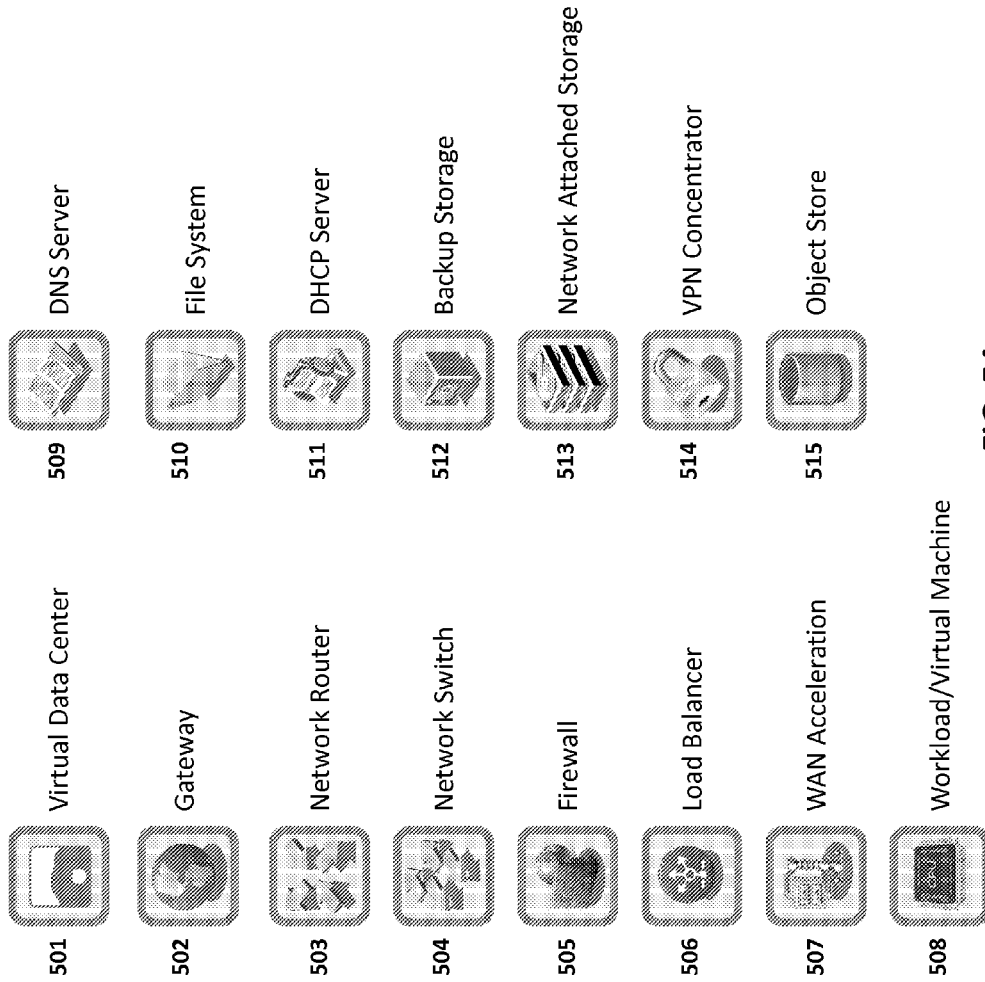 501 Virtual Data Center
502 Gateway
503 Network Router
504 Network Switch
505 Firewall
506 Load Balancer
507 WAN Acceleration
508 Workload/Virtual Machine
509 DNS Server
510 File System
511 DHCP Server
512 Backup Storage
513 Network Attached Storage
514 VPN Concentrator
515 Object Store